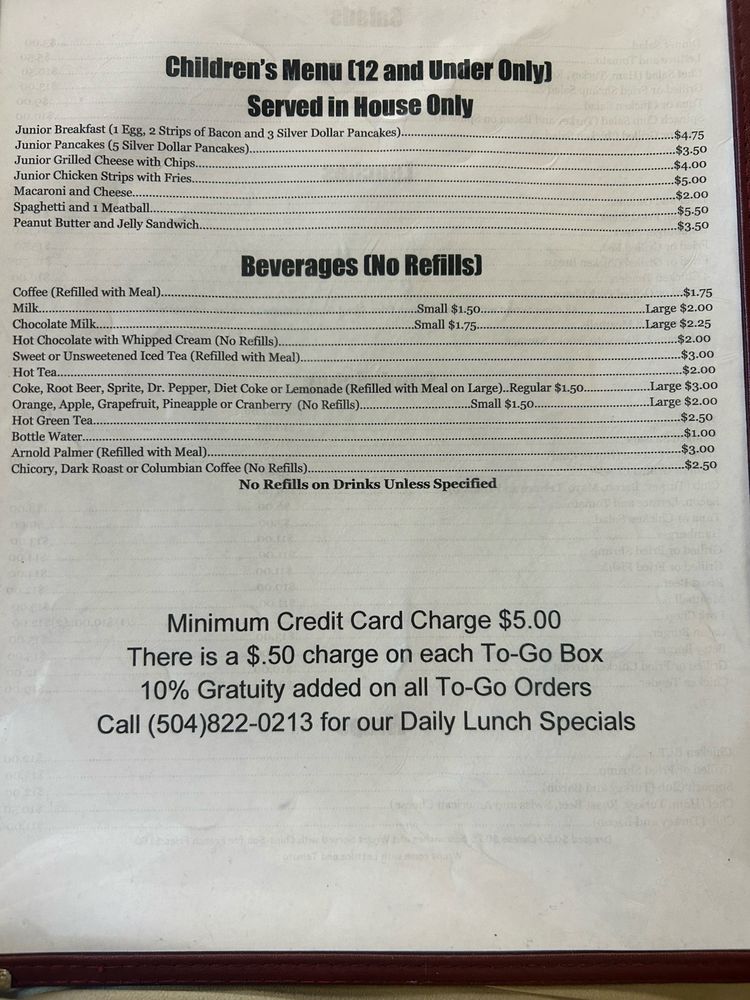 Children's Menu (12 and Under Only)
Served in House Only
Junior Breakfast (1 Egg, 2 Strips of Bacon and 3 Silver Dollar Pancakes)...$4.75
Junior Pancakes (5 Silver Dollar Pancakes)...$3.50
Junior Grilled Cheese with Chips...$4.00
Junior Chicken Strips with Fries...$5.00
Macaroni and Cheese...$2.00
Spaghetti and 1 Meatball...$5.50
Peanut Butter and Jelly Sandwich...$3.50
Beverages (No Refills)
Coffee (Refilled with Meal)...$1.75
Milk...Small $1.50...Large $2.00
Chocolate Milk...Small $1.75...Large $2.25
Hot Chocolate with Whipped Cream (No Refills)...$2.00
Sweet or Unsweetened Iced Tea (Refilled with Meal)...$3.00
Hot Tea...$2.00
Coke, Root Beer, Sprite, Dr. Pepper, Diet Coke or Lemonade (Refilled with Meal on Large)..Regular $1.50...Large $3.00
Orange, Apple, Grapefruit, Pineapple or Cranberry (No Refills)...Small $1.50...Large $2.00
Hot Green Tea...$2.50
Bottle Water...$1.00
Arnold Palmer (Refilled with Meal)...$3.00
Chicory, Dark Roast or Columbian Coffee (No Refills)...$2.50
No Refills on Drinks Unless Specified
Minimum Credit Card Charge $5.00
There is a $.50 charge on each To-Go Box
10% Gratuity added on all To-Go Orders
Call (504)822-0213 for our Daily Lunch Specials